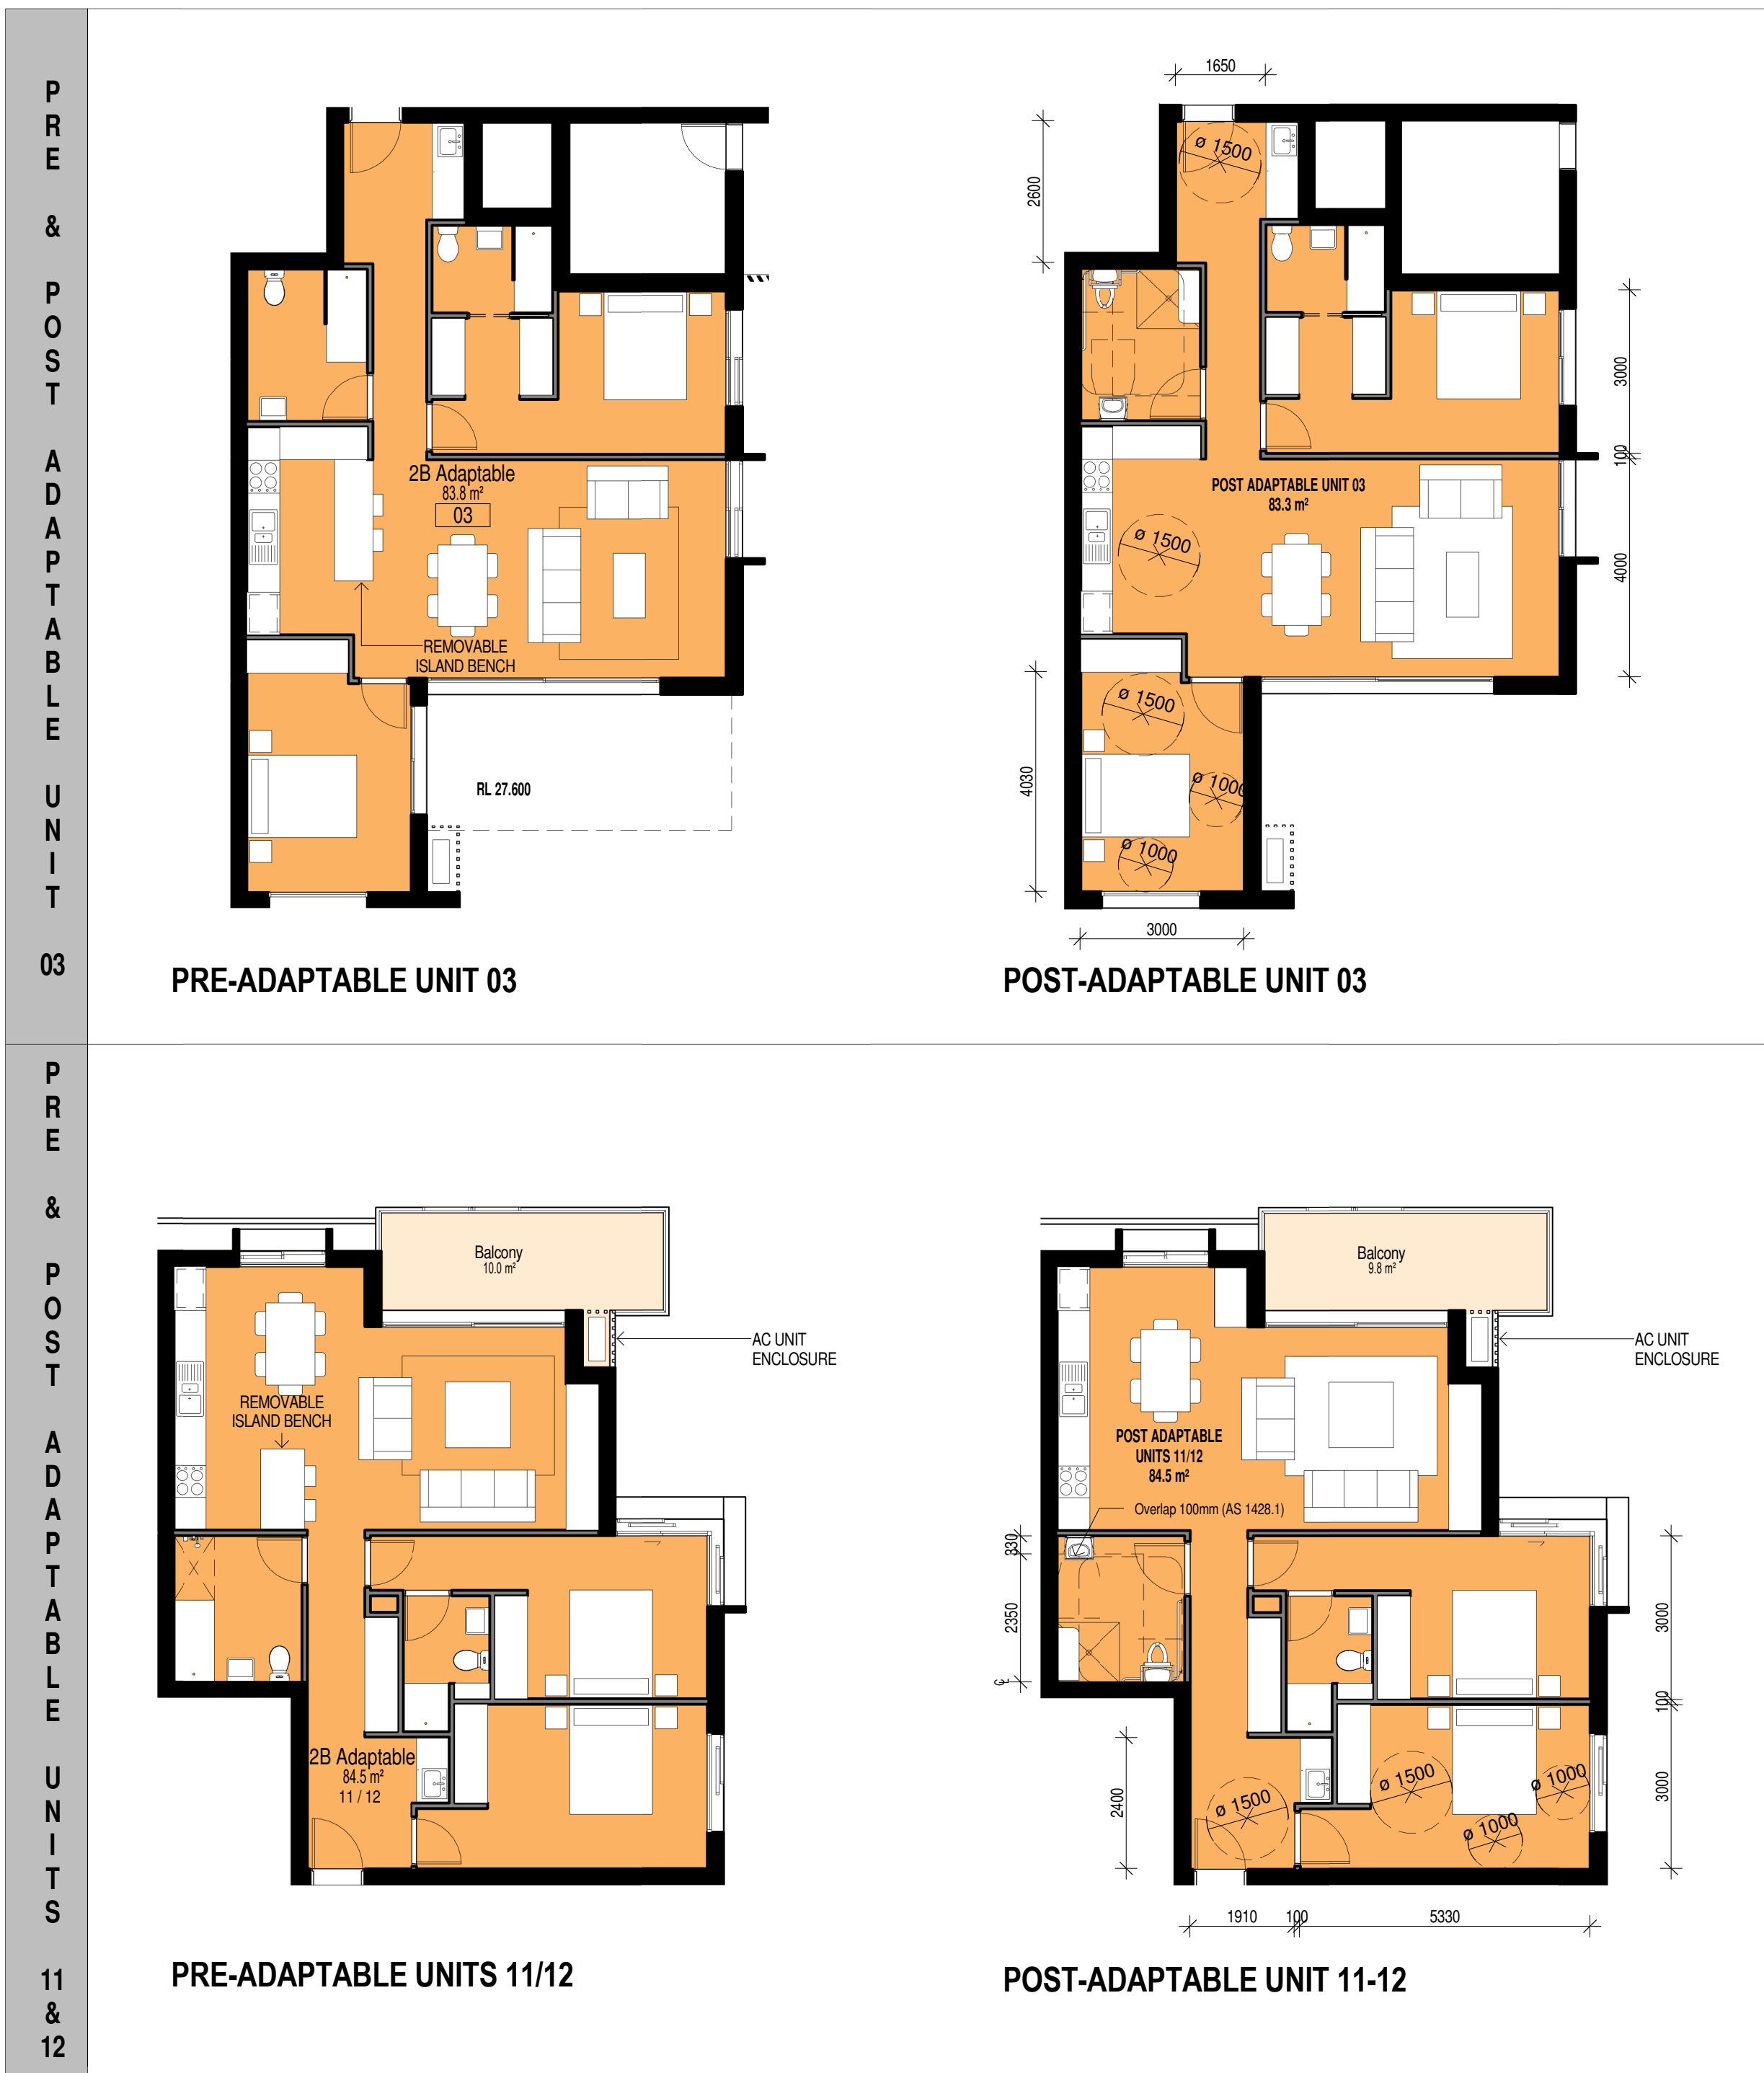 PRE & POST ADAPTABLE UNIT 03
1650
2600
ø 1500
3000
100
4000
2B Adaptable
83.8 m²
03
REMOVABLE
ISLAND BENCH
RL 27.600
POST ADAPTABLE UNIT 03
83.3 m²
ø 1500
ø 1500
ø 1000
ø 1000
4030
3000
PRE-ADAPTABLE UNIT 03
POST-ADAPTABLE UNIT 03
PRE & POST ADAPTABLE UNITS 11 & 12
Balcony
10.0 m²
AC UNIT
ENCLOSURE
REMOVABLE
ISLAND BENCH
2B Adaptable
84.5 m²
11 / 12
Balcony
9.8 m²
AC UNIT
ENCLOSURE
POST ADAPTABLE
UNITS 11/12
84.5 m²
Overlap 100mm (AS 1428.1)
330
2350
2400
3000
100
3000
ø 1500
ø 1500
ø 1000
ø 1000
1910
100
5330
PRE-ADAPTABLE UNITS 11/12
POST-ADAPTABLE UNIT 11-12